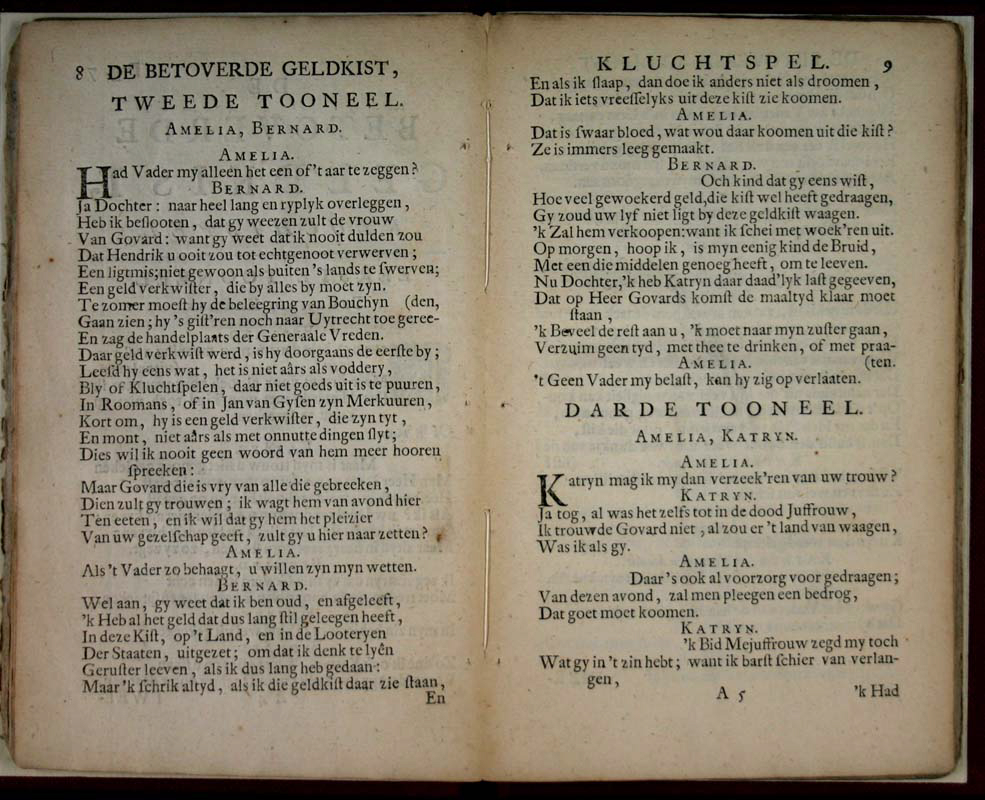 8 DE BETOVERDE GELDKIST,
TWEEDE TOONEEL.
AMELIA, BERNARD.
AMELIA.
Had Vader my alleen het een of 't aar te zeggen?
BERNARD.
Ja Dochter: naar heel lang en ryplyk overleggen,
Heb ik beslooten, dat gy weezen zult de vrouw
Van Govard: want gy weet dat ik nooit dulden zou
Dat Hendrik u ooit zou tot echtgenoot verwerven;
Een ligtmis; niet gewoon als buiten 's lands te swerven;
Een geldverkwister, die by alles by moet zyn.
Te zomer moest hy de beleegring van Bouchyn (den,
Gaan zien; hy 's gist'ren noch naar Uytrecht toe geree-
En zag de handelplaats der Generaale Vreden.
Daar geld verkwist werd, is hy doorgaans de eerste by;
Leesd hy eens wat, het is niet aârs als voddery,
Bly of Kluchtspelen, daar niet goeds uit is te puuren,
In Roomans, of in Jan van Gysen zyn Merkuuren,
Kort om, hy is een geld verkwister, die zyn tyt,
En mont, niet aârs als met onnutte dingen slyt;
Dies wil ik nooit geen woord van hem meer hooren
spreeken:
Maar Govard die is vry van alle die gebreeken,
Dien zult gy trouwen; ik wagt hem van avond hier
Ten eeten, en ik wil dat gy hem het pleizier
Van uw gezelschap geeft, zult gy u hier naar zetten?
AMELIA.
Als 't Vader zo behaagt, u willen zyn myn wetten.
BERNARD.
Wel aan, gy weet dat ik ben oud, en afgeleeft,
'k Heb al het geld dat dus lang stil geleegen heeft,
In deze Kist, op 't Land, en in de Looteryen
Der Staaten, uitgezet; om dat ik denk te lyên
Geruster leeven, als ik dus lang heb gedaan:
Maar 'k schrik altyd, als ik die geldkist daar zie staan,
En
KLUCHTSPEL. 9
En als ik slaap, dan doe ik anders niet als droomen,
Dat ik iets vreesselyks uit deze kist zie koomen.
AMELIA.
Dat is swaar bloed, wat wou daar koomen uit die kist?
Ze is immers leeg gemaakt.
BERNARD.
Och kind dat gy eens wist,
Hoe veel gewoekerd geld, die kist wel heeft gedraagen,
Gy zoud uw lyf niet ligt by deze geldkist waagen.
'k Zal hem verkoopen: want ik schei met woek'ren uit.
Op morgen, hoop ik, is myn eenig kind de Bruid,
Met een die middelen genoeg heeft, om te leeven.
Nu Dochter, 'k heb Katryn daar daad'lyk last gegeeven,
Dat op Heer Govards komst de maaltyd klaar moet
staan,
'k Beveel de rest aan u, 'k moet naar myn zuster gaan,
Verzuim geen tyd, met thee te drinken, of met praa-
AMELIA. (ten.
't Geen Vader my belast, kan hy zig op verlaaten.
DARDE TOONEEL.
AMELIA, KATRYN.
AMELIA.
Katryn mag ik my dan verzeek'ren van uw trouw?
KATRYN.
Ja tog, al was het zelfs tot in de dood Juffrouw,
Ik trouwde Govard niet, al zou er 't land van waagen,
Was ik als gy.
AMELIA.
Daar 's ook al voorzorg voor gedraagen;
Van dezen avond, zal men pleegen een bedrog,
Dat goet moet koomen.
KATRYN.
'k Bid Mejuffrouw zegd my toch
Wat gy in 't zin hebt; want ik barst schier van verlan-
gen,
A 5 'k Had